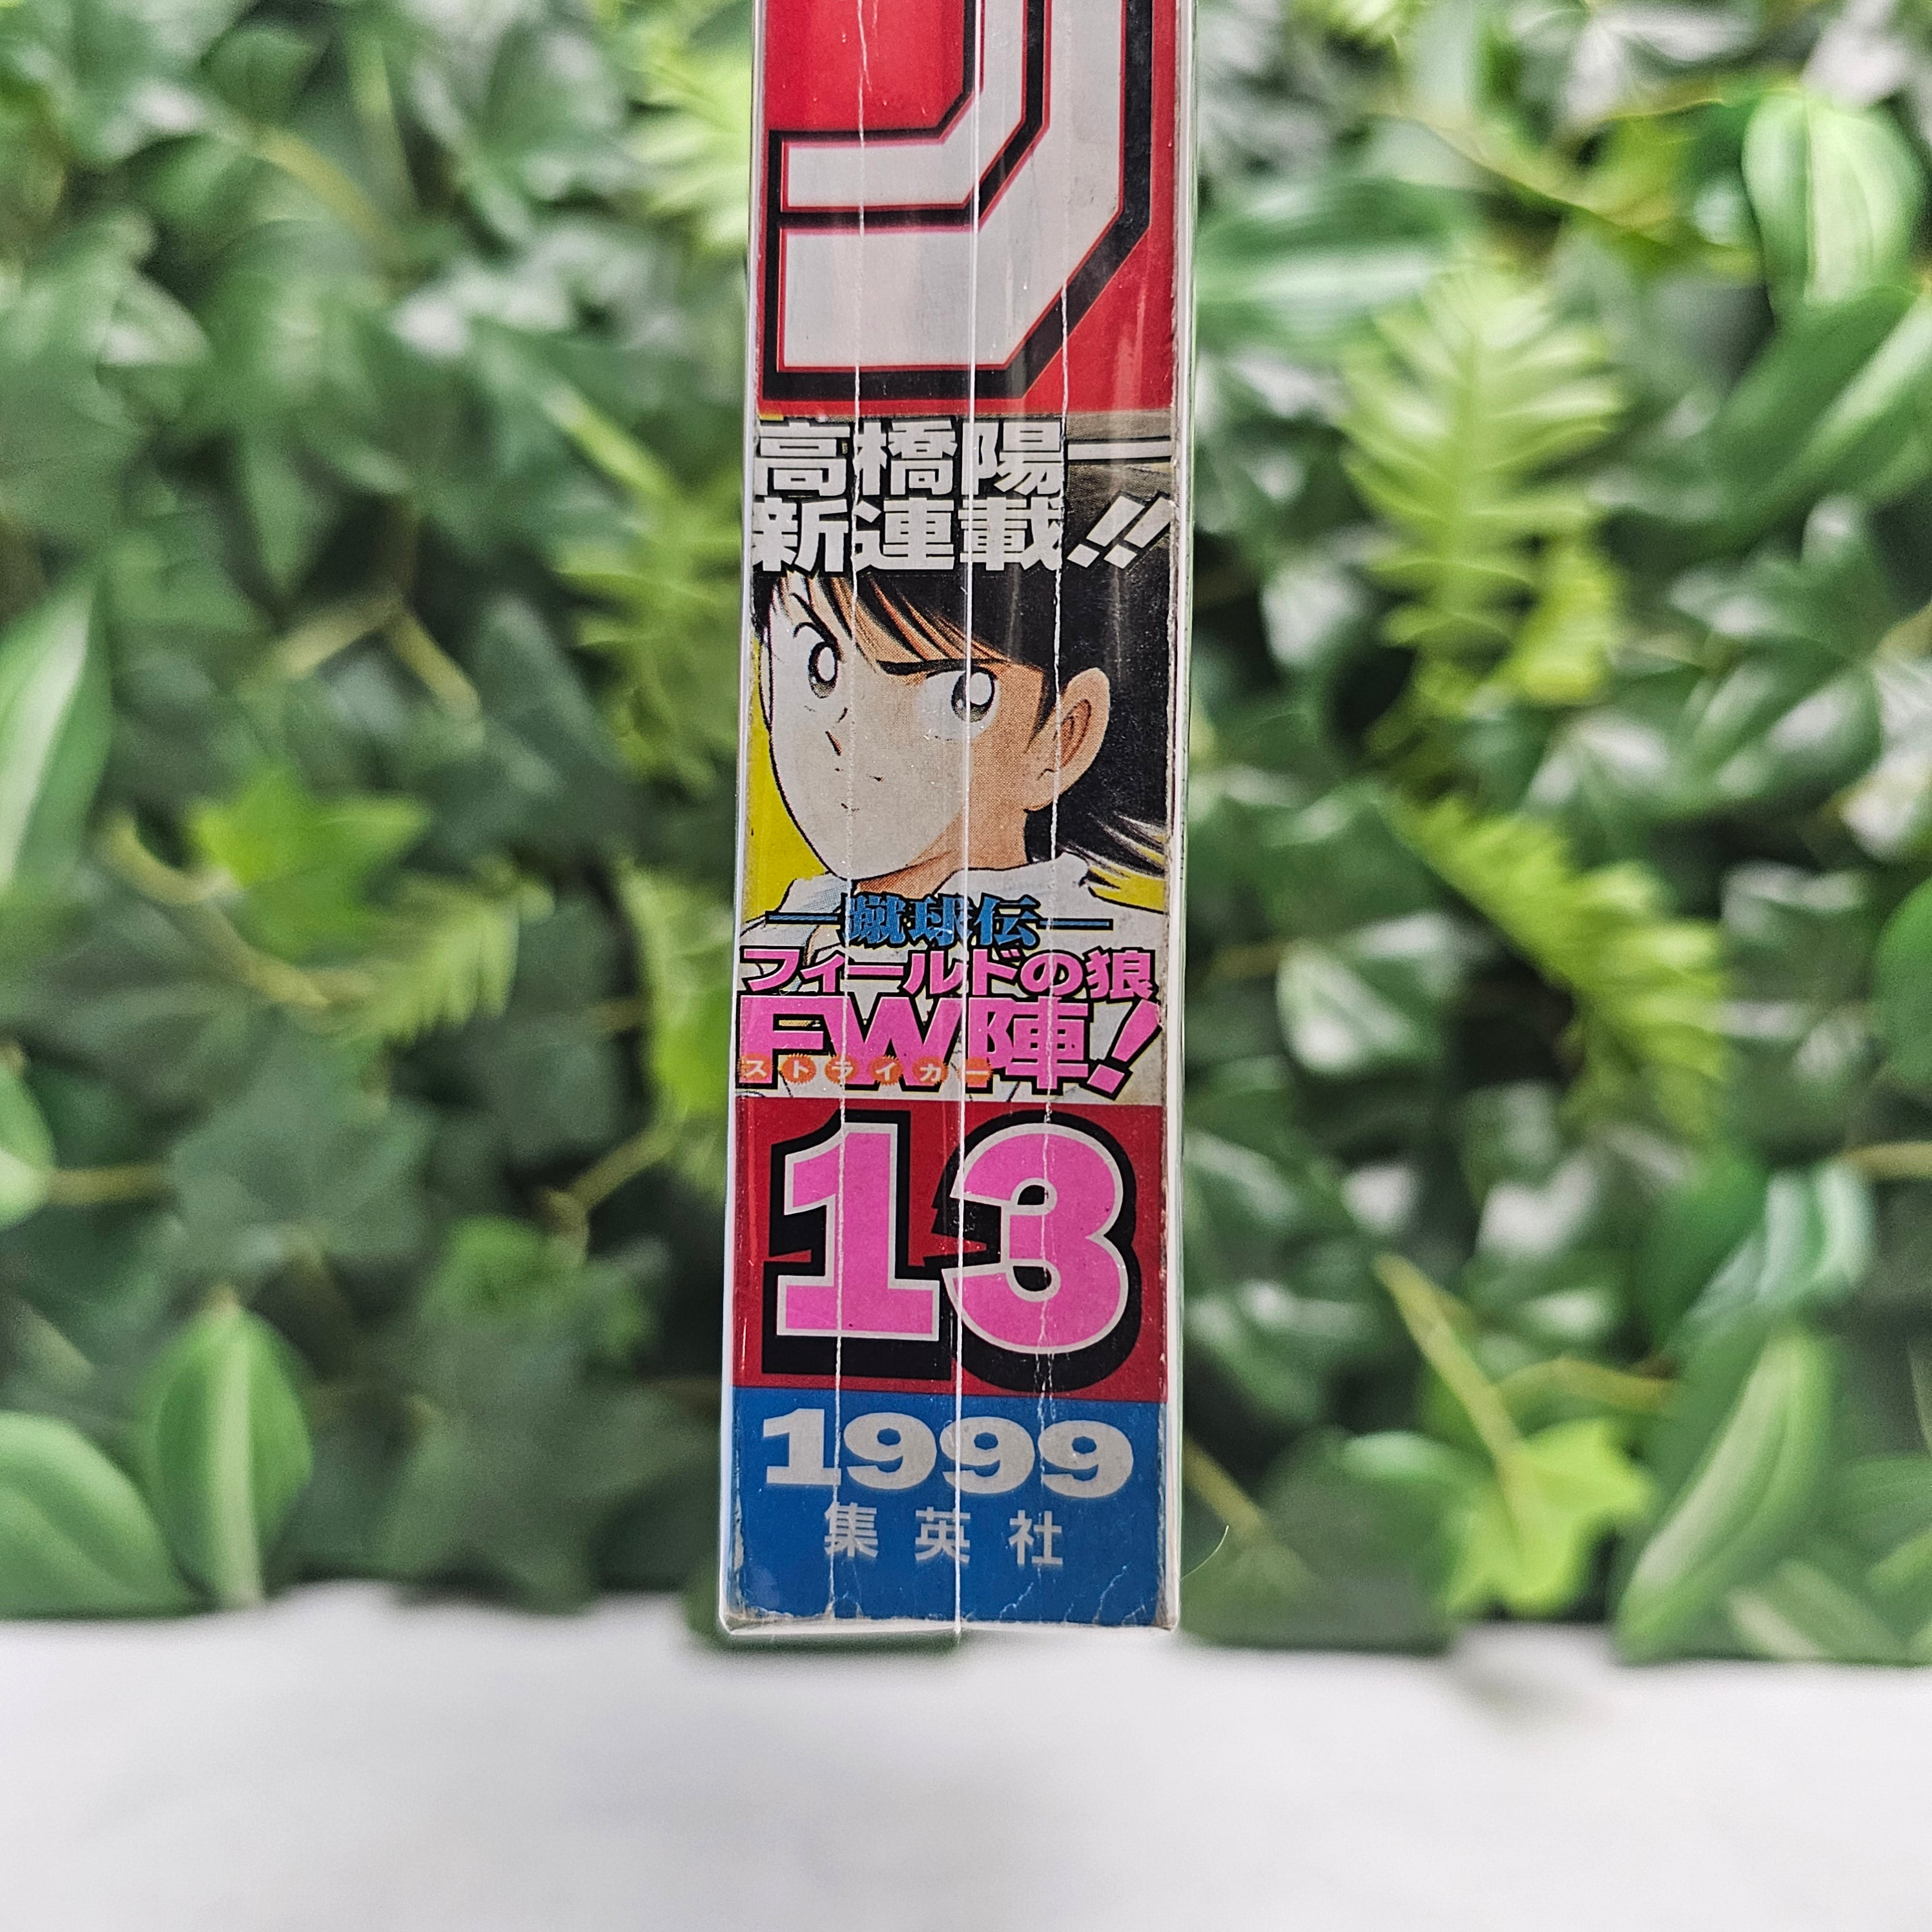 ジ
高橋陽一
新連載!!
―蹴球伝―
フィールドの狼
FW陣!
ストライカー
13
1999
集英社